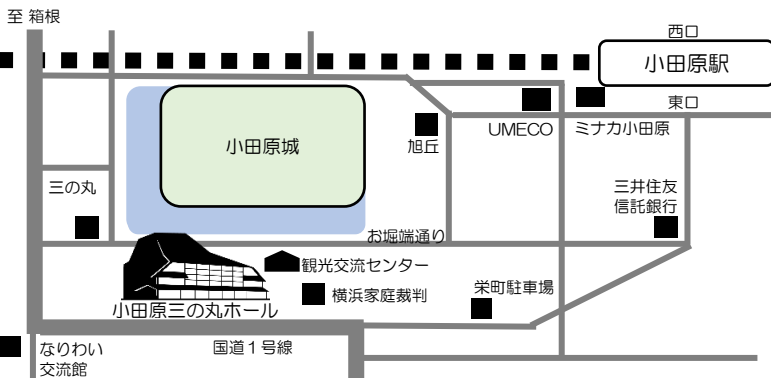 至 箱根
西口
小田原駅
東口
小田原城
旭丘
UMECO
ミナカ小田原
三の丸
三井住友
信託銀行
お堀端通り
観光交流センター
横浜家庭裁判
栄町駐車場
小田原三の丸ホール
なりわい
交流館
国道１号線